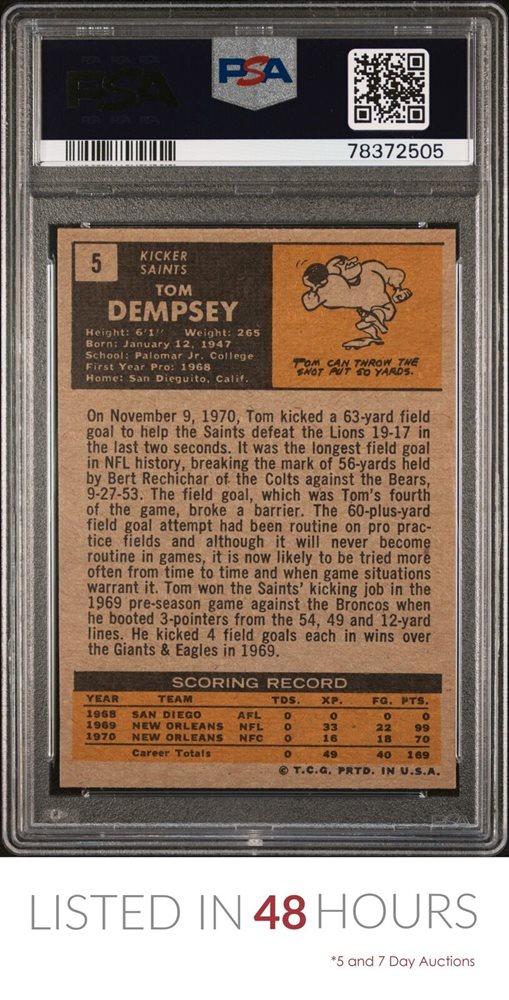 PSA
PSA
78372505
5
KICKER
SAINTS
TOM
DEMPSEY
Height: 6'1" Weight: 265
Born: January 12, 1947
School: Palomar Jr. College
First Year Pro: 1968
Home: San Dieguito, Calif.
TOM CAN THROW THE
SHOT PUT 50 YARDS.
On November 9, 1970, Tom kicked a 63-yard field
goal to help the Saints defeat the Lions 19-17 in
the last two seconds. It was the longest field goal
in NFL history, breaking the mark of 56-yards held
by Bert Rechichar of the Colts against the Bears,
9-27-53. The field goal, which was Tom's fourth
of the game, broke a barrier. The 60-plus-yard
field goal attempt had been routine on pro prac-
tice fields and although it will never become
routine in games, it is now likely to be tried more
often from time to time and when game situations
warrant it. Tom won the Saints' kicking job in the
1969 pre-season game against the Broncos when
he booted 3-pointers from the 54, 49 and 12-yard
lines. He kicked 4 field goals each in wins over
the Giants & Eagles in 1969.
SCORING RECORD
YEAR TEAM TDS. XP. FG. PTS.
1968 SAN DIEGO AFL 0 0 0 0
1969 NEW ORLEANS NFL 0 33 22 99
1970 NEW ORLEANS NFC 0 16 18 70
Career Totals 0 49 40 169
© T.C.G. PRTD. IN U.S.A.
PSA
LISTED IN 48 HOURS
*5 and 7 Day Auctions